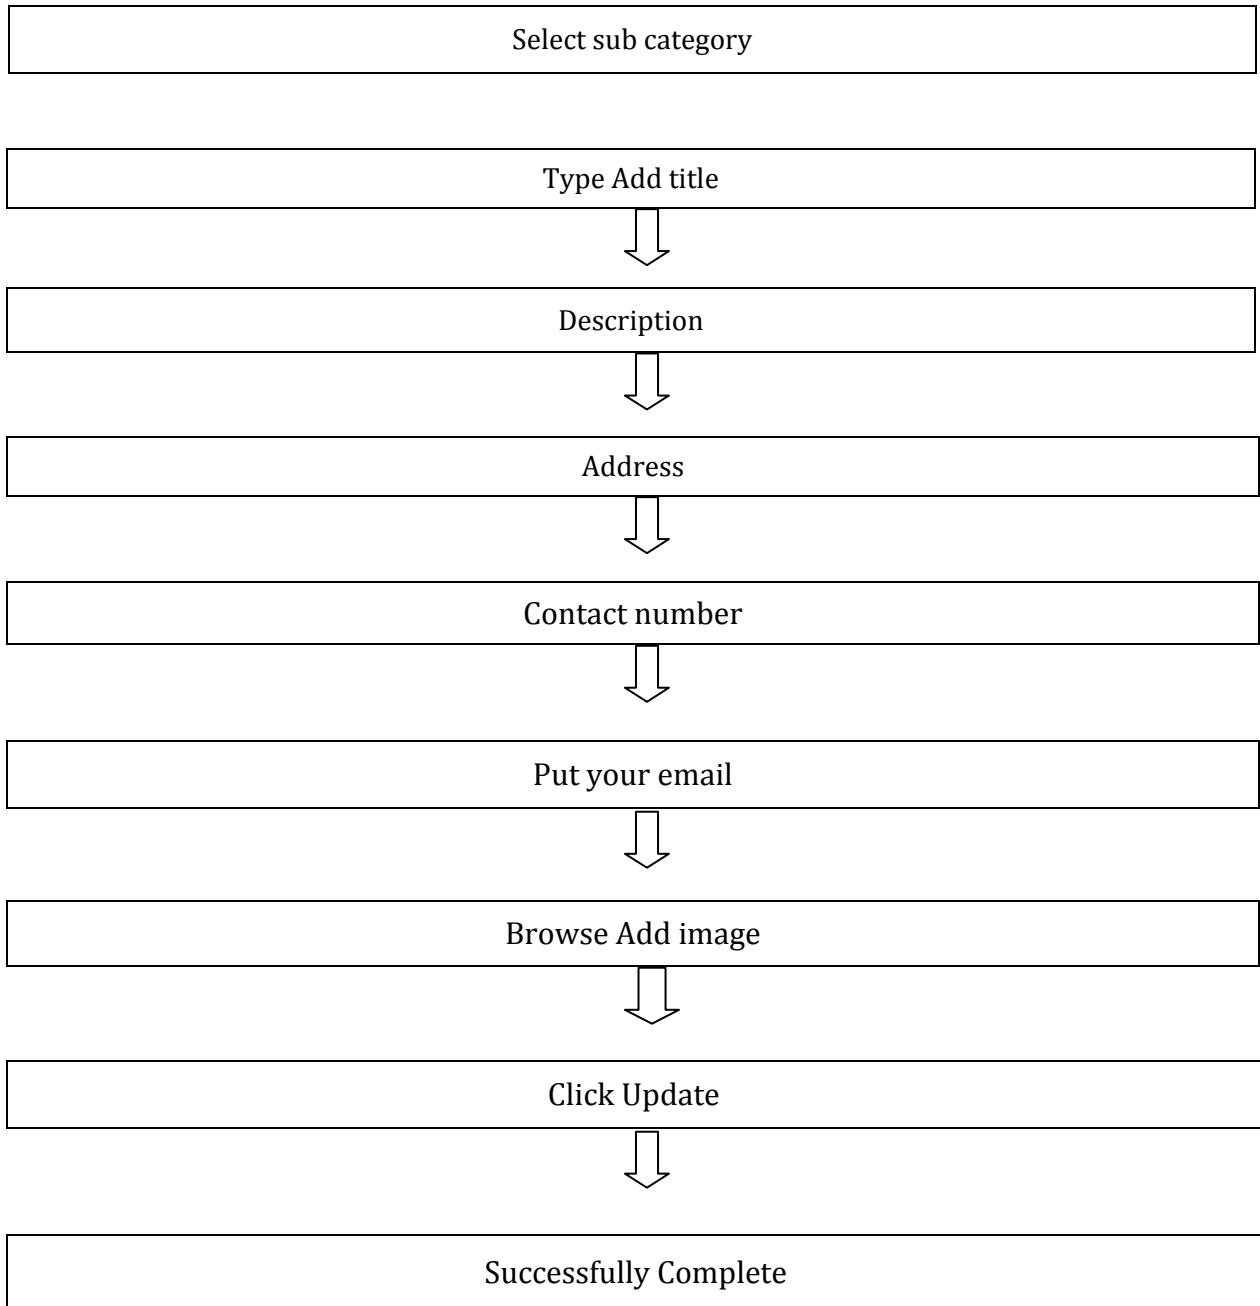 Select sub category
Type Add title
Description
Address
Contact number
Put your email
Browse Add image
Click Update
Successfully Complete